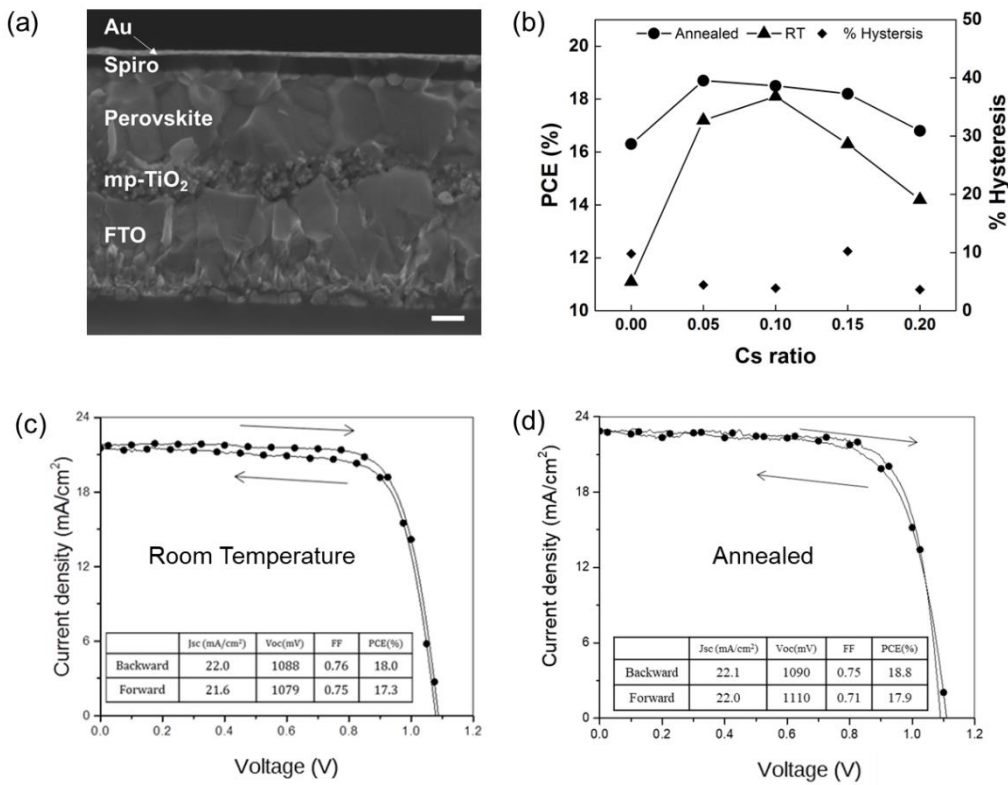 (a)
Au
Spiro
Perovskite
mp-TiO₂
FTO
(b)
Annealed RT % Hystersis
PCE (%)
20
18
16
14
12
10
50
40
30
20
10
0
% Hysteresis
0.00 0.05 0.10 0.15 0.20
Cs ratio
(c)
Current density (mA/cm²)
24
18
12
6
0
Room Temperature
Jsc (mA/cm²) Voc(mV) FF PCE(%)
Backward 22.0 1088 0.76 18.0
Forward 21.6 1079 0.75 17.3
0.0 0.2 0.4 0.6 0.8 1.0 1.2
Voltage (V)
(d)
Current density (mA/cm²)
24
18
12
6
0
Annealed
Jsc (mA/cm²) Voc(mV) FF PCE(%)
Backward 22.1 1090 0.75 18.8
Forward 22.0 1110 0.71 17.9
0.0 0.2 0.4 0.6 0.8 1.0 1.2
Voltage (V)